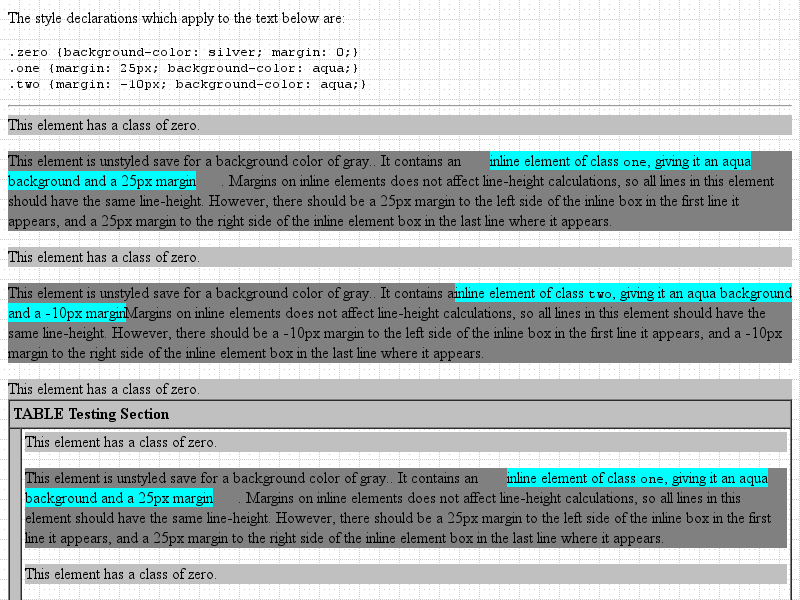 The style declarations which apply to the text below are:
.zero {background-color: silver; margin: 0;}
.one {margin: 25px; background-color: aqua;}
.two {margin: -10px; background-color: aqua;}
This element has a class of zero.
This element is unstyled save for a background color of gray.. It contains an inline element of class one, giving it an aqua
background and a 25px margin. Margins on inline elements does not affect line-height calculations, so all lines in this element
should have the same line-height. However, there should be a 25px margin to the left side of the inline box in the first line it
appears, and a 25px margin to the right side of the inline element box in the last line where it appears.
This element has a class of zero.
This element is unstyled save for a background color of gray.. It contains a inline element of class two, giving it an aqua background
and a -10px margin Margins on inline elements does not affect line-height calculations, so all lines in this element should have the
same line-height. However, there should be a -10px margin to the left side of the inline box in the first line it appears, and a -10px
margin to the right side of the inline element box in the last line where it appears.
This element has a class of zero.
TABLE Testing Section
This element has a class of zero.
This element is unstyled save for a background color of gray.. It contains an inline element of class one, giving it an aqua
background and a 25px margin. Margins on inline elements does not affect line-height calculations, so all lines in this
element should have the same line-height. However, there should be a 25px margin to the left side of the inline box in the first
line it appears, and a 25px margin to the right side of the inline element box in the last line where it appears.
This element has a class of zero.